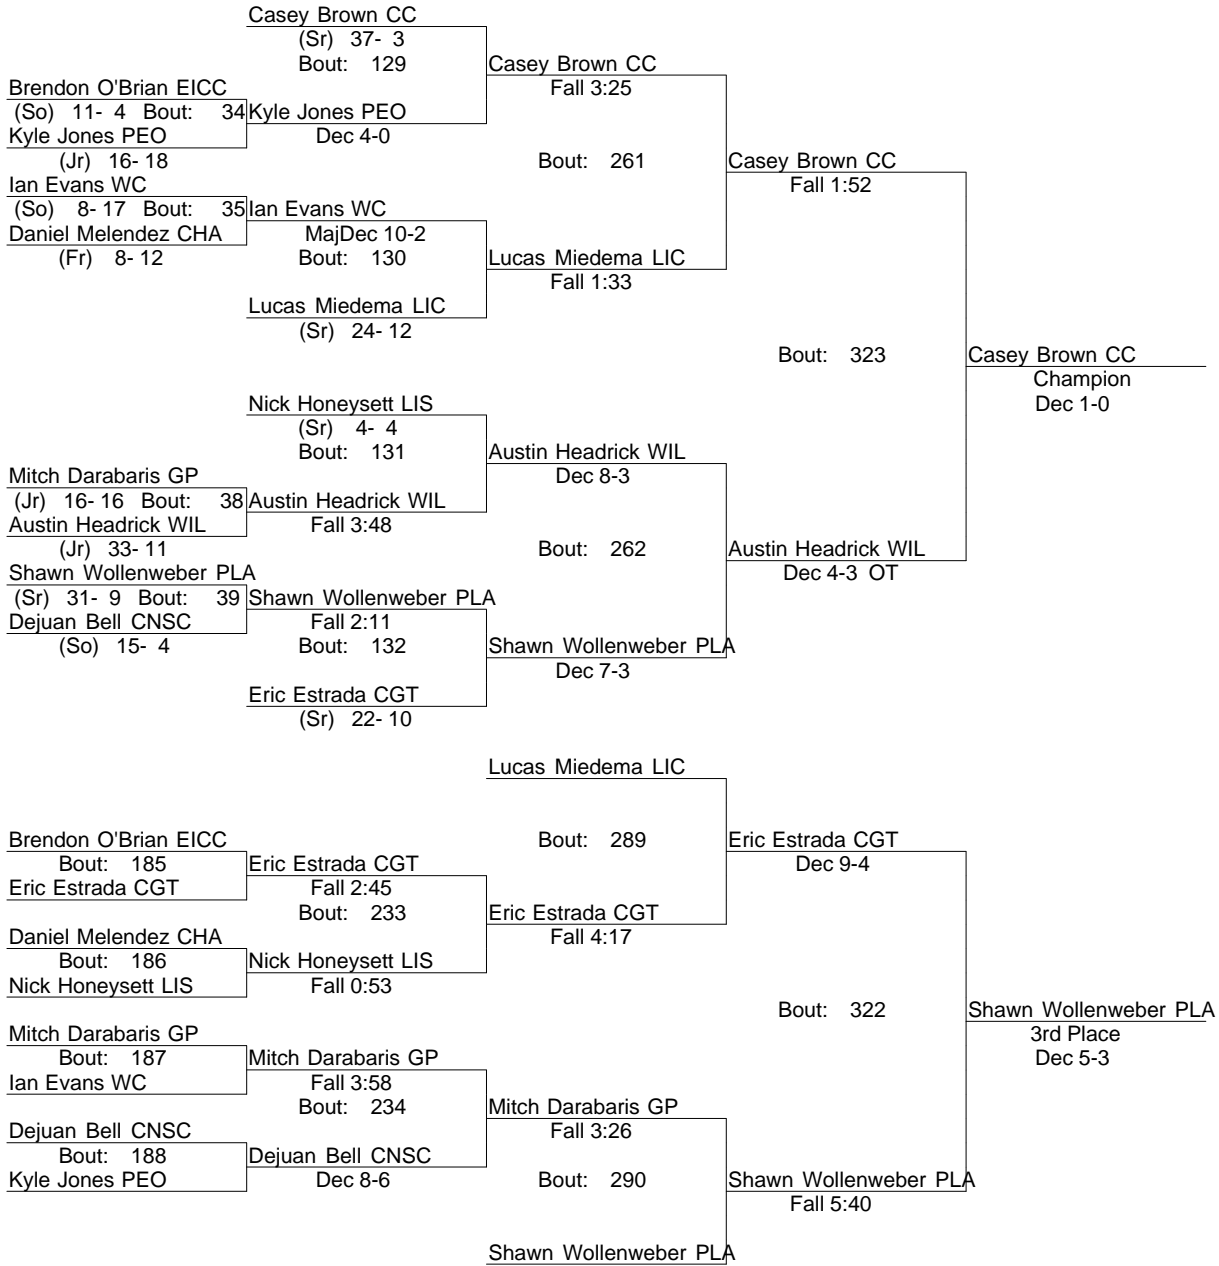 Casey Brown CC
(Sr) 37- 3
Bout: 129 Casey Brown CC
Brendon O'Brian EICC Fall 3:25
(So) 11- 4 Bout: 34 Kyle Jones PEO
Kyle Jones PEO Dec 4-0
(Jr) 16- 18 Bout: 261 Casey Brown CC
Ian Evans WC Fall 1:52
(So) 8- 17 Bout: 35 Ian Evans WC
Daniel Melendez CHA MajDec 10-2
(Fr) 8- 12 Bout: 130 Lucas Miedema LIC
Fall 1:33
Lucas Miedema LIC
(Sr) 24- 12
Bout: 323 Casey Brown CC
Champion
Nick Honeysett LIS Dec 1-0
(Sr) 4- 4
Bout: 131 Austin Headrick WIL
Mitch Darabaris GP Dec 8-3
(Jr) 16- 16 Bout: 38 Austin Headrick WIL
Austin Headrick WIL Fall 3:48
(Jr) 33- 11 Bout: 262 Austin Headrick WIL
Shawn Wollenweber PLA Dec 4-3 OT
(Sr) 31- 9 Bout: 39 Shawn Wollenweber PLA
Dejuan Bell CNSC Fall 2:11
(So) 15- 4 Bout: 132 Shawn Wollenweber PLA
Dec 7-3
Eric Estrada CGT
(Sr) 22- 10
Lucas Miedema LIC
Brendon O'Brian EICC Bout: 289 Eric Estrada CGT
Bout: 185 Eric Estrada CGT Dec 9-4
Eric Estrada CGT Fall 2:45
Bout: 233 Eric Estrada CGT
Daniel Melendez CHA Fall 4:17
Bout: 186 Nick Honeysett LIS
Nick Honeysett LIS Fall 0:53
Bout: 322 Shawn Wollenweber PLA
Mitch Darabaris GP 3rd Place
Bout: 187 Mitch Darabaris GP Dec 5-3
Ian Evans WC Fall 3:58
Bout: 234 Mitch Darabaris GP
Dejuan Bell CNSC Fall 3:26
Bout: 188 Dejuan Bell CNSC
Kyle Jones PEO Dec 8-6 Bout: 290 Shawn Wollenweber PLA
Fall 5:40
Shawn Wollenweber PLA